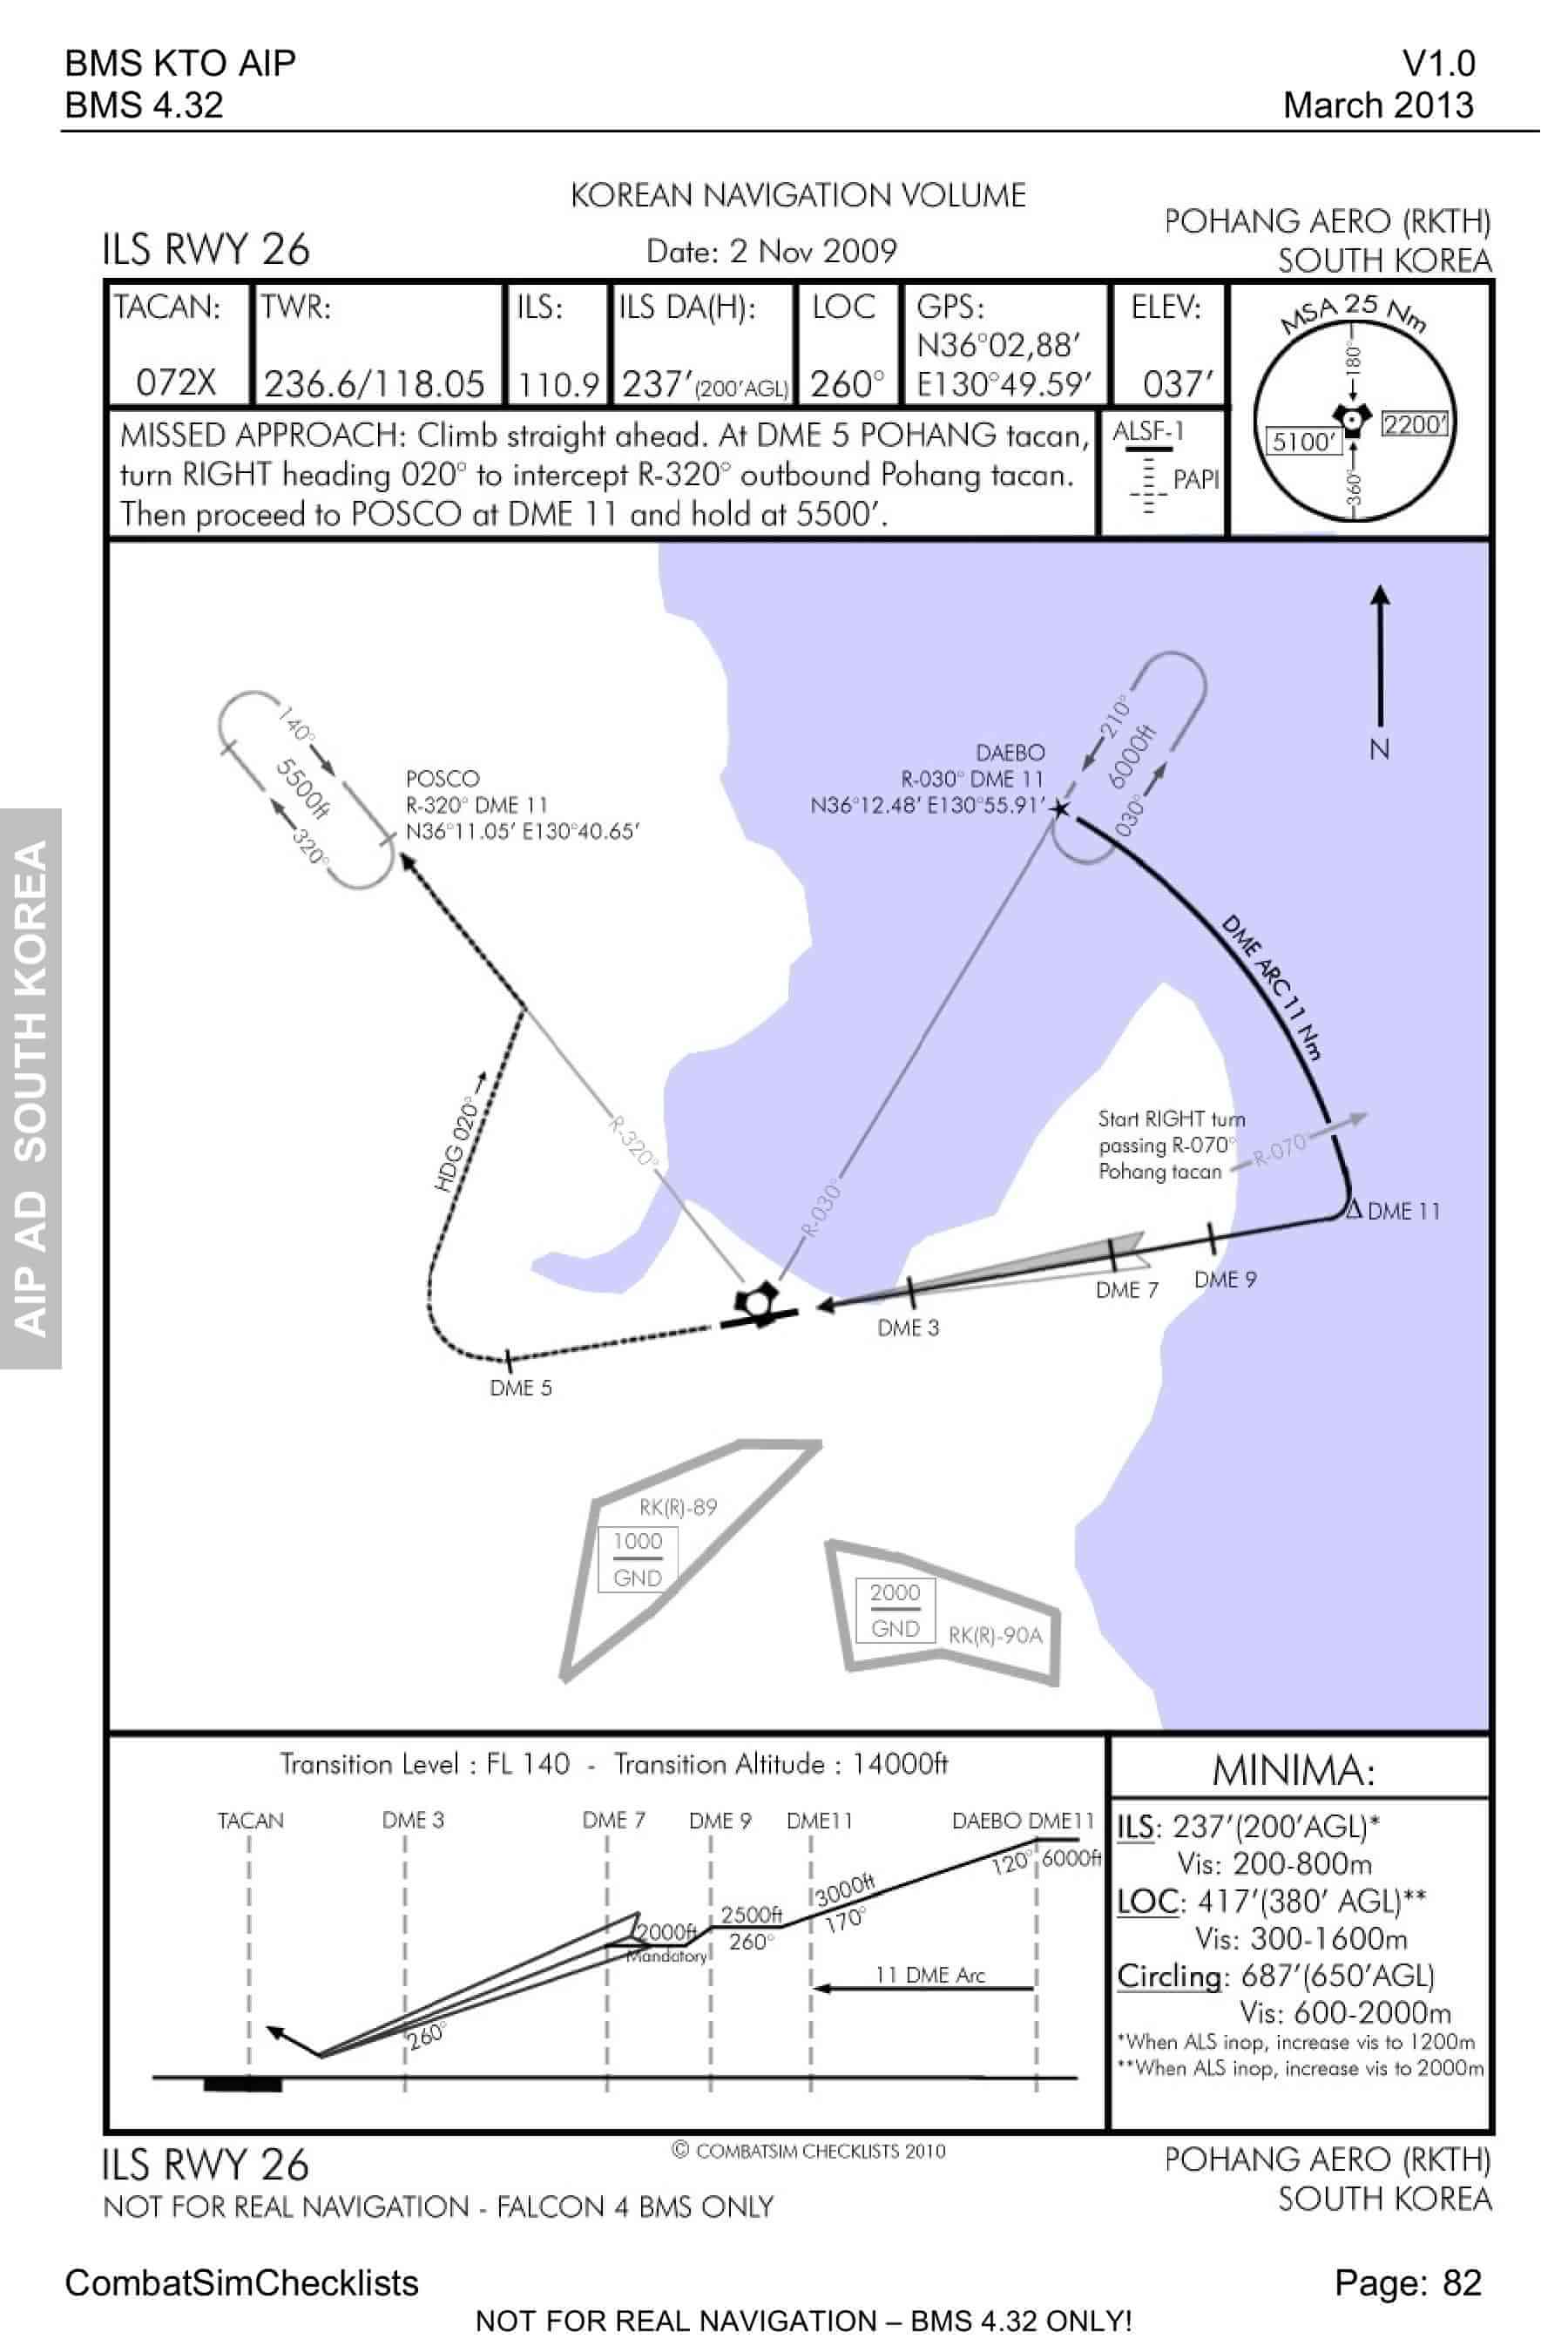 BMS KTO AIP
V1.0
BMS 4.32
March 2013
KOREAN NAVIGATION VOLUME
ILS RWY 26
Date: 2 Nov 2009
POHANG AERO (RKTH)
SOUTH KOREA
TACAN:
072X
TWR:
236.6/118.05
ILS:
110.9
ILS DA(H):
237′(200′AGL)
LOC
260°
GPS:
N36°02,88′
E130°49.59′
ELEV:
037′
MSA 25 Nm
180°
5100′
2200′
360°
MISSED APPROACH: Climb straight ahead. At DME 5 POHANG tacan,
turn RIGHT heading 020° to intercept R-320° outbound Pohang tacan.
Then proceed to POSCO at DME 11 and hold at 5500′.
ALSF-1
PAPI
N
140°
5500ft
320°
POSCO
R-320° DME 11
N36°11.05′ E130°40.65′
DAEBO
R-030° DME 11
N36°12.48′ E130°55.91′
210°
6000ft
030°
DME ARC 11 Nm
Start RIGHT turn
passing R-070°
Pohang tacan
R-070°
DME 11
HDG 020°
R-320°
R-030°
DME 9
DME 7
DME 3
DME 5
RK(R)-89
1000
GND
2000
GND
RK(R)-90A
AIP AD SOUTH KOREA
Transition Level : FL 140 - Transition Altitude : 14000ft
TACAN
DME 3
DME 7
DME 9
DME11
DAEBO DME11
120°
6000ft
3000ft
170°
2500ft
260°
2000ft
Mandatory
11 DME Arc
260°
MINIMA:
ILS: 237′(200′AGL)*
Vis: 200-800m
LOC: 417′(380′ AGL)**
Vis: 300-1600m
Circling: 687′(650′AGL)
Vis: 600-2000m
*When ALS inop, increase vis to 1200m
**When ALS inop, increase vis to 2000m
ILS RWY 26
© COMBATSIM CHECKLISTS 2010
POHANG AERO (RKTH)
NOT FOR REAL NAVIGATION - FALCON 4 BMS ONLY
SOUTH KOREA
CombatSimChecklists
Page: 82
NOT FOR REAL NAVIGATION – BMS 4.32 ONLY!